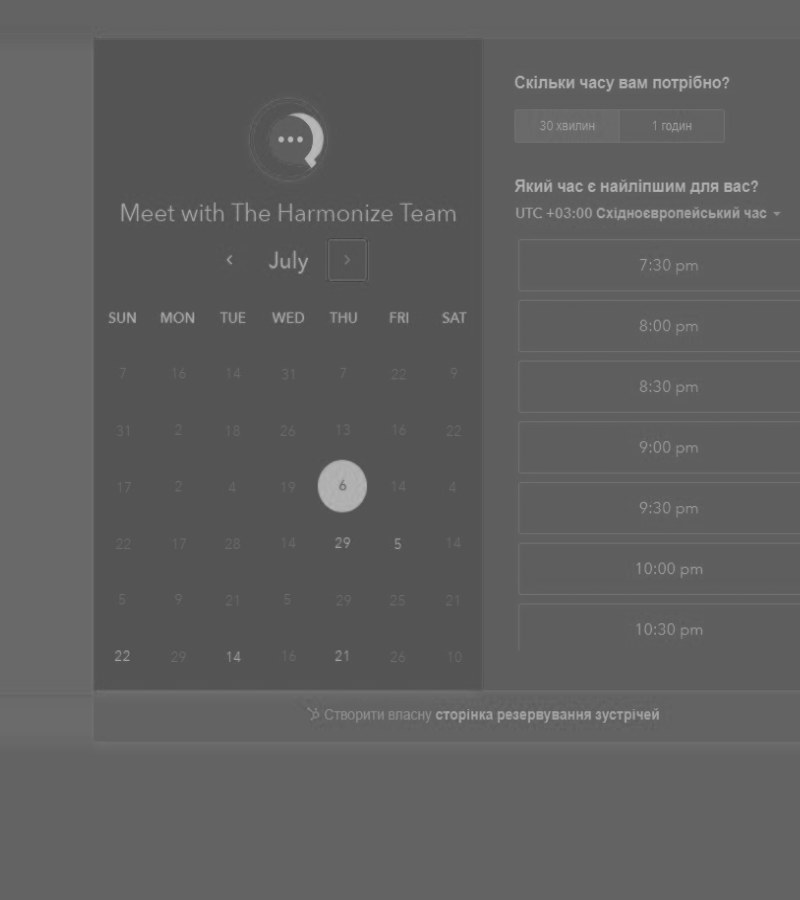 Meet with The Harmonize Team
July
SUN MON TUE WED THU FRI SAT
7 16 14 31 7 22 9
31 2 18 26 13 16 22
17 2 4 19 6 14 4
22 17 28 14 29 5 14
5 9 21 5 29 25 21
22 29 14 16 21 26 10
Скільки часу вам потрібно?
30 хвилин 1 годин
Який час є найліпшим для вас?
UTC +03:00 Східноєвропейський час
7:30 pm
8:00 pm
8:30 pm
9:00 pm
9:30 pm
10:00 pm
10:30 pm
Створити власну сторінка резервування зустрічей